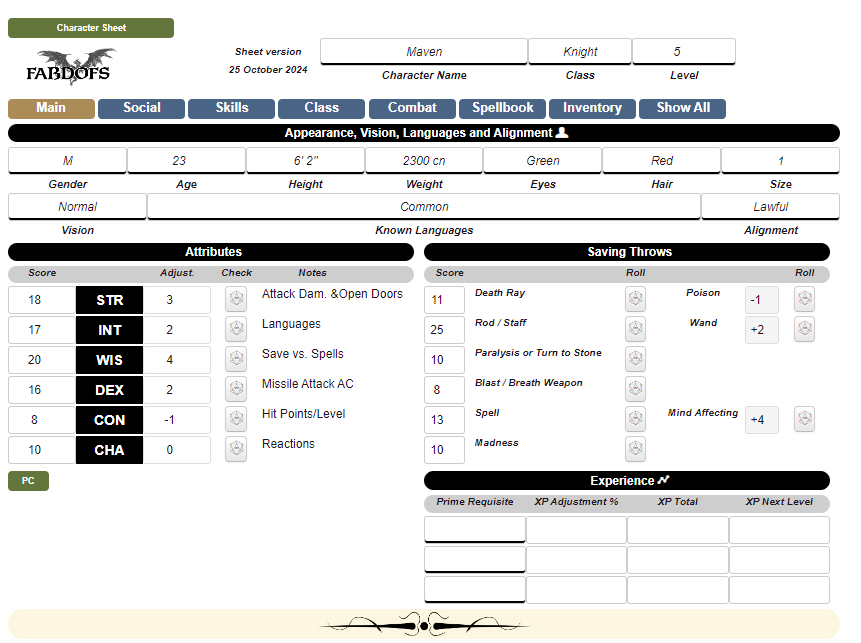 Character Sheet
FABDOFS
Sheet version
25 October 2024
Maven Knight 5
Character Name Class Level
Main Social Skills Class Combat Spellbook Inventory Show All
Appearance, Vision, Languages and Alignment
M 23 6' 2" 2300 cn Green Red 1
Gender Age Height Weight Eyes Hair Size
Normal Common Lawful
Vision Known Languages Alignment
Attributes
Score Adjust. Check Notes
18 STR 3 Attack Dam. &Open Doors
17 INT 2 Languages
20 WIS 4 Save vs. Spells
16 DEX 2 Missile Attack AC
8 CON -1 Hit Points/Level
10 CHA 0 Reactions
PC
Saving Throws
Score Roll Roll
11 Death Ray Poison -1
25 Rod / Staff Wand +2
10 Paralysis or Turn to Stone
8 Blast / Breath Weapon
13 Spell Mind Affecting +4
10 Madness
Experience
Prime Requisite XP Adjustment % XP Total XP Next Level